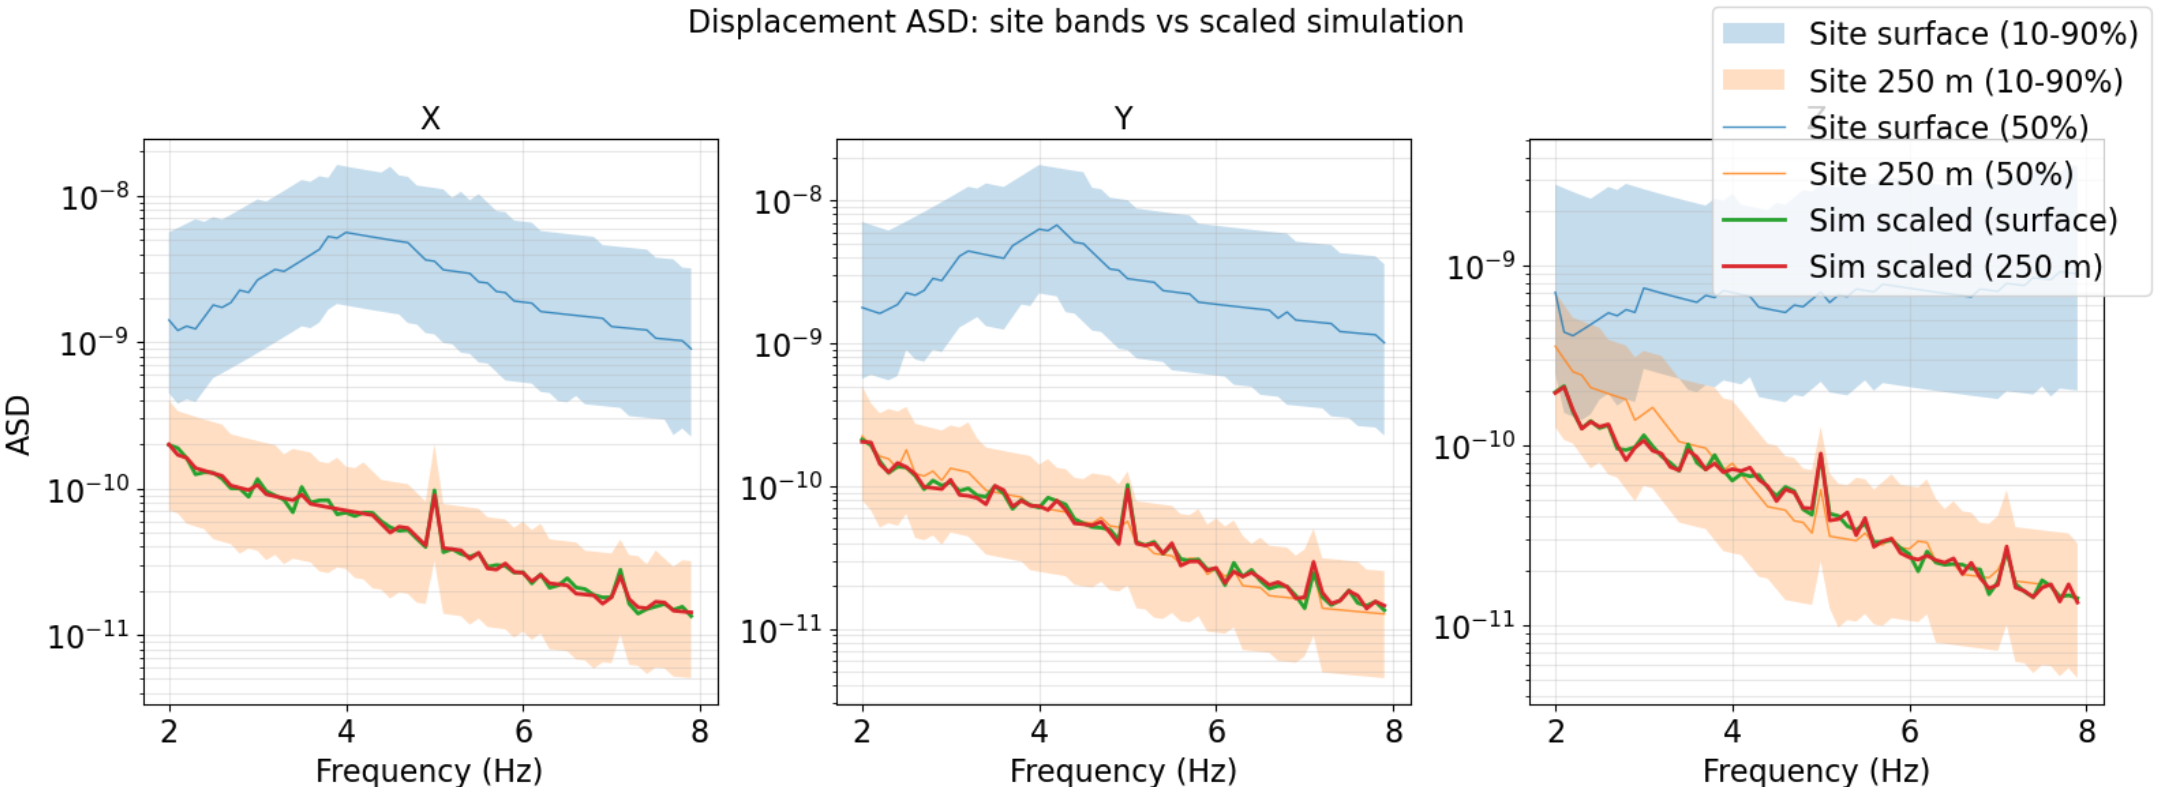 Displacement ASD: site bands vs scaled simulation
Site surface (10-90%)
Site 250 m (10-90%)
Site surface (50%)
Site 250 m (50%)
Sim scaled (surface)
Sim scaled (250 m)
X
Y
Z
ASD
10⁻⁸
10⁻⁹
10⁻¹⁰
10⁻¹¹
2 4 6 8
Frequency (Hz)
10⁻⁸
10⁻⁹
10⁻¹⁰
10⁻¹¹
2 4 6 8
Frequency (Hz)
10⁻⁹
10⁻¹⁰
10⁻¹¹
2 4 6 8
Frequency (Hz)